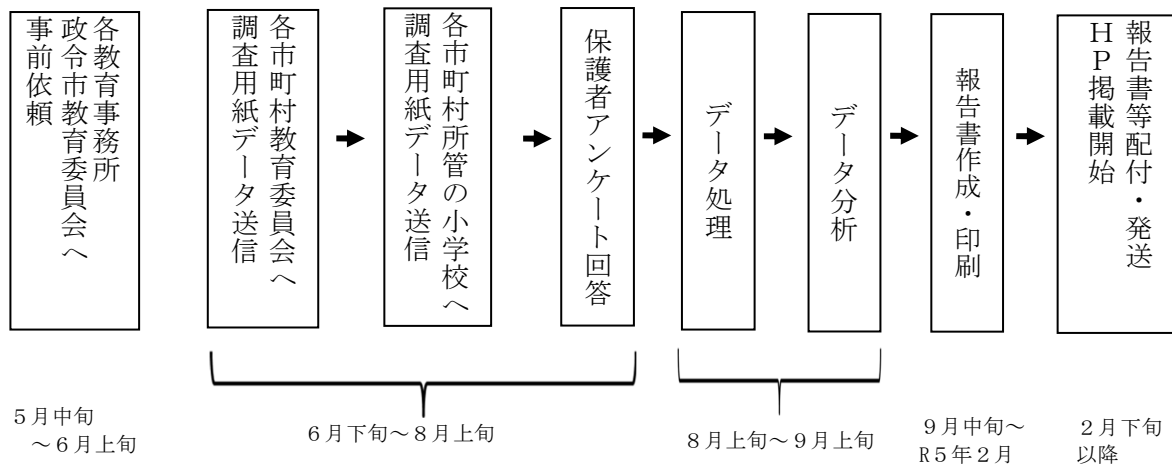 各教育事務所
政令市教育委員会へ
事前依頼
各市町村教育委員会へ
調査用紙データ送信
各市町村所管の小学校へ
調査用紙データ送信
保護者アンケート回答
データ処理
データ分析
報告書作成・印刷
報告書等配付・発送
ＨＰ掲載開始
５月中旬
～６月上旬
６月下旬～８月上旬
８月上旬～９月上旬
９月中旬～
R５年２月
２月下旬
以降